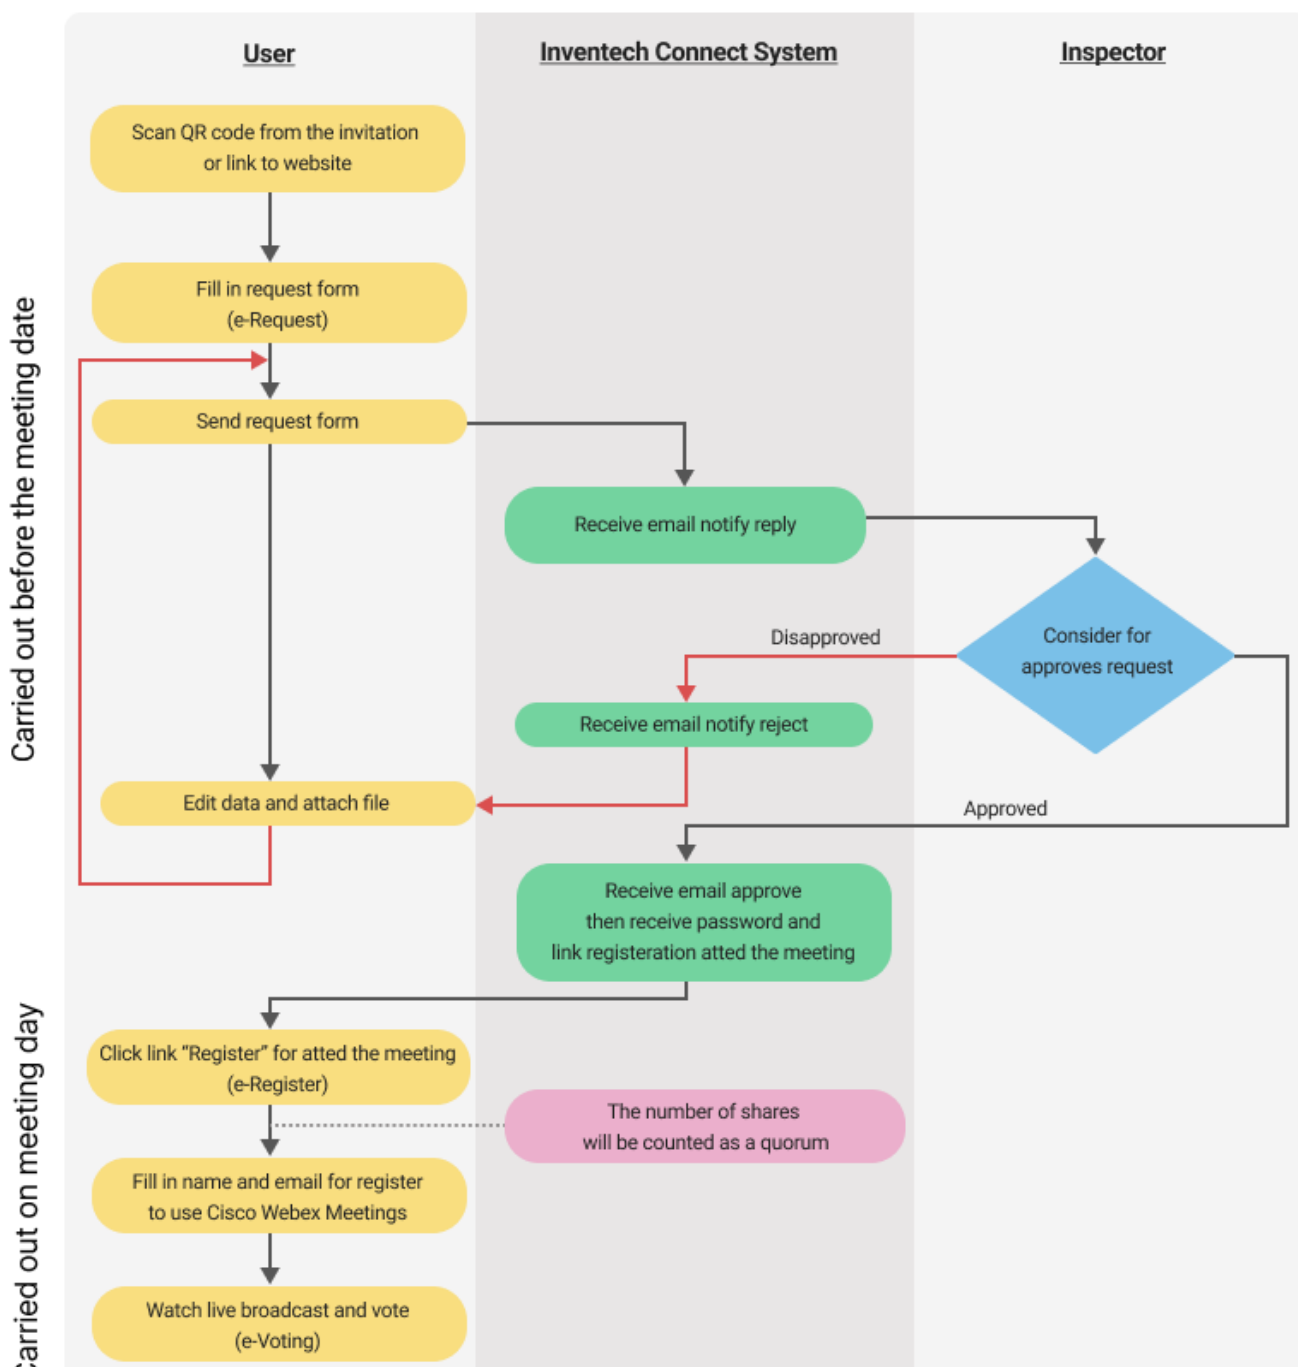 User
Inventech Connect System
Inspector
Carried out before the meeting date
Scan QR code from the invitation
or link to website
Fill in request form
(e-Request)
Send request form
Receive email notify reply
Consider for
approves request
Disapproved
Receive email notify reject
Edit data and attach file
Approved
Receive email approve
then receive password and
link registeration atted the meeting
Carried out on meeting day
Click link “Register” for atted the meeting
(e-Register)
The number of shares
will be counted as a quorum
Fill in name and email for register
to use Cisco Webex Meetings
Watch live broadcast and vote
(e-Voting)